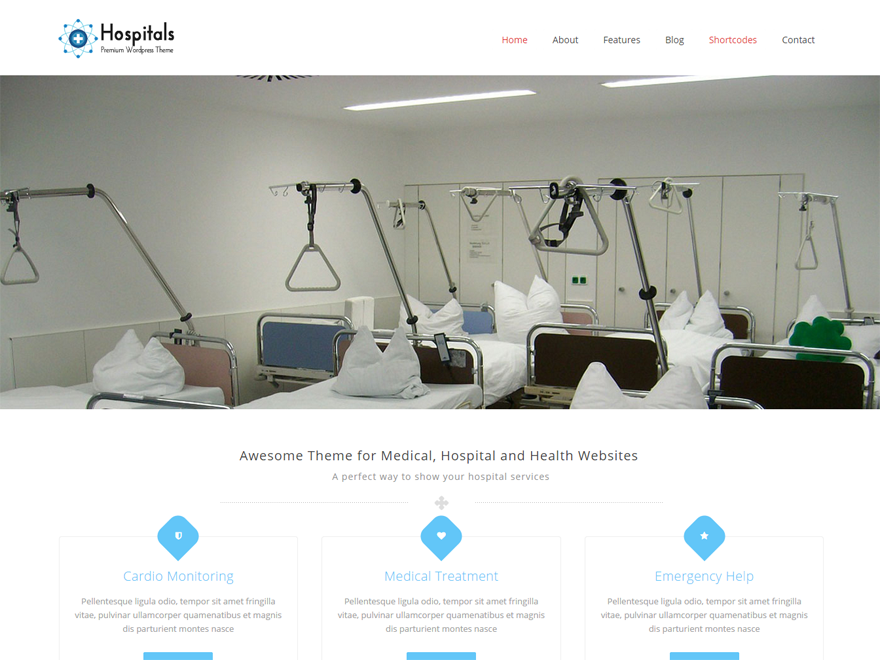 Hospitals
Premium Wordpress Theme
Home About Features Blog Shortcodes Contact
Awesome Theme for Medical, Hospital and Health Websites
A perfect way to show your hospital services
Cardio Monitoring
Pellentesque ligula odio, tempor sit amet fringilla
vitae, pulvinar ullamcorper quamenatibus et magnis
dis parturient montes nasce
Medical Treatment
Pellentesque ligula odio, tempor sit amet fringilla
vitae, pulvinar ullamcorper quamenatibus et magnis
dis parturient montes nasce
Emergency Help
Pellentesque ligula odio, tempor sit amet fringilla
vitae, pulvinar ullamcorper quamenatibus et magnis
dis parturient montes nasce